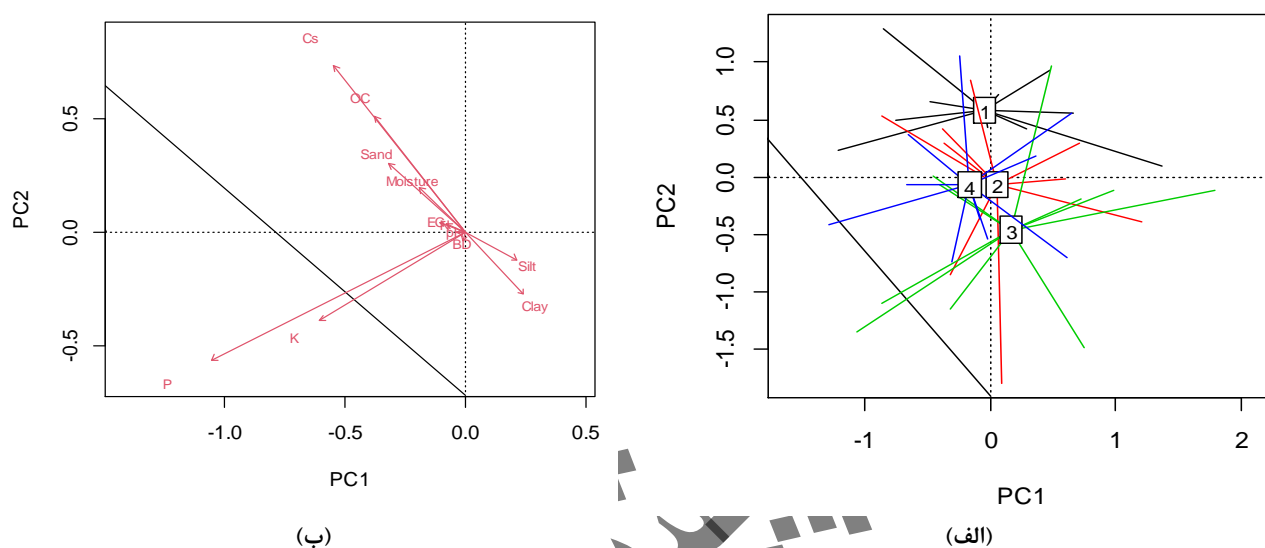 Cs
OC
Sand
Moisture
EC
BD
Silt
Clay
K
P
0.5
0.0
-0.5
PC2
-1.0 -0.5 0.0 0.5
PC1
(ب)
1
4 2
3
1.0
0.5
0.0
-0.5
-1.0
-1.5
PC2
-1 0 1 2
PC1
(الف)